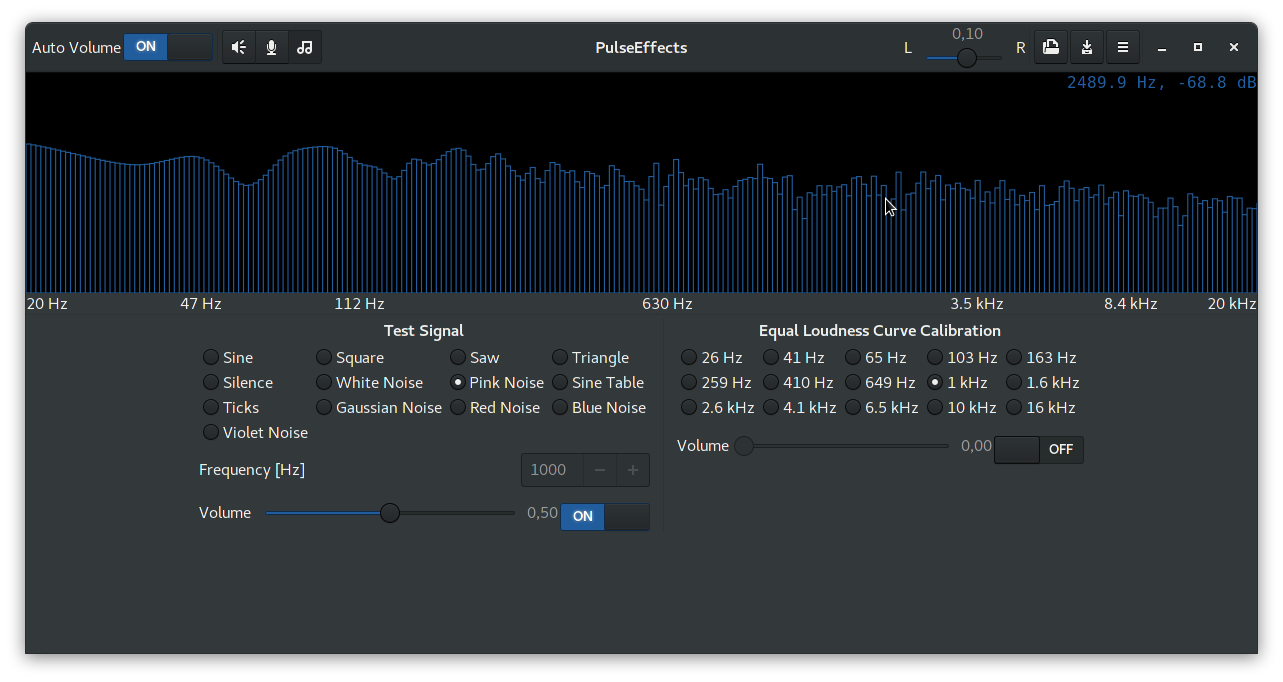 Auto Volume ON PulseEffects L 0,10 R
2489.9 Hz, -68.8 dB
20 Hz 47 Hz 112 Hz 630 Hz 3.5 kHz 8.4 kHz 20 kHz
Test Signal
Sine Square Saw Triangle
Silence White Noise Pink Noise Sine Table
Ticks Gaussian Noise Red Noise Blue Noise
Violet Noise
Frequency [Hz] 1000 − +
Volume 0,50 ON
Equal Loudness Curve Calibration
26 Hz 41 Hz 65 Hz 103 Hz 163 Hz
259 Hz 410 Hz 649 Hz 1 kHz 1.6 kHz
2.6 kHz 4.1 kHz 6.5 kHz 10 kHz 16 kHz
Volume 0,00 OFF